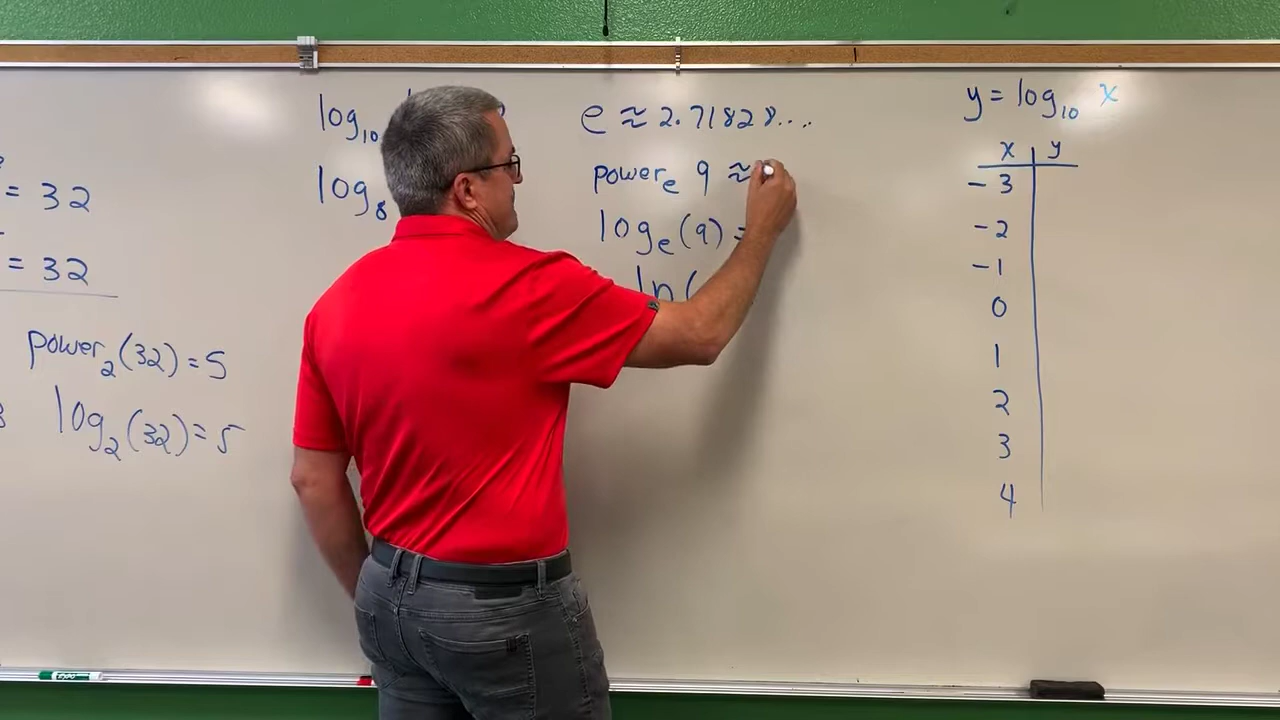 = 32
= 32
power₂(32)=5
log₂(32)=5
log₁₀
log₈
e ≈ 2.71828...
powerₑ 9 ≈
logₑ(9) =
ln(
y = log₁₀ x
x y
-3
-2
-1
0
1
2
3
4
EXPO